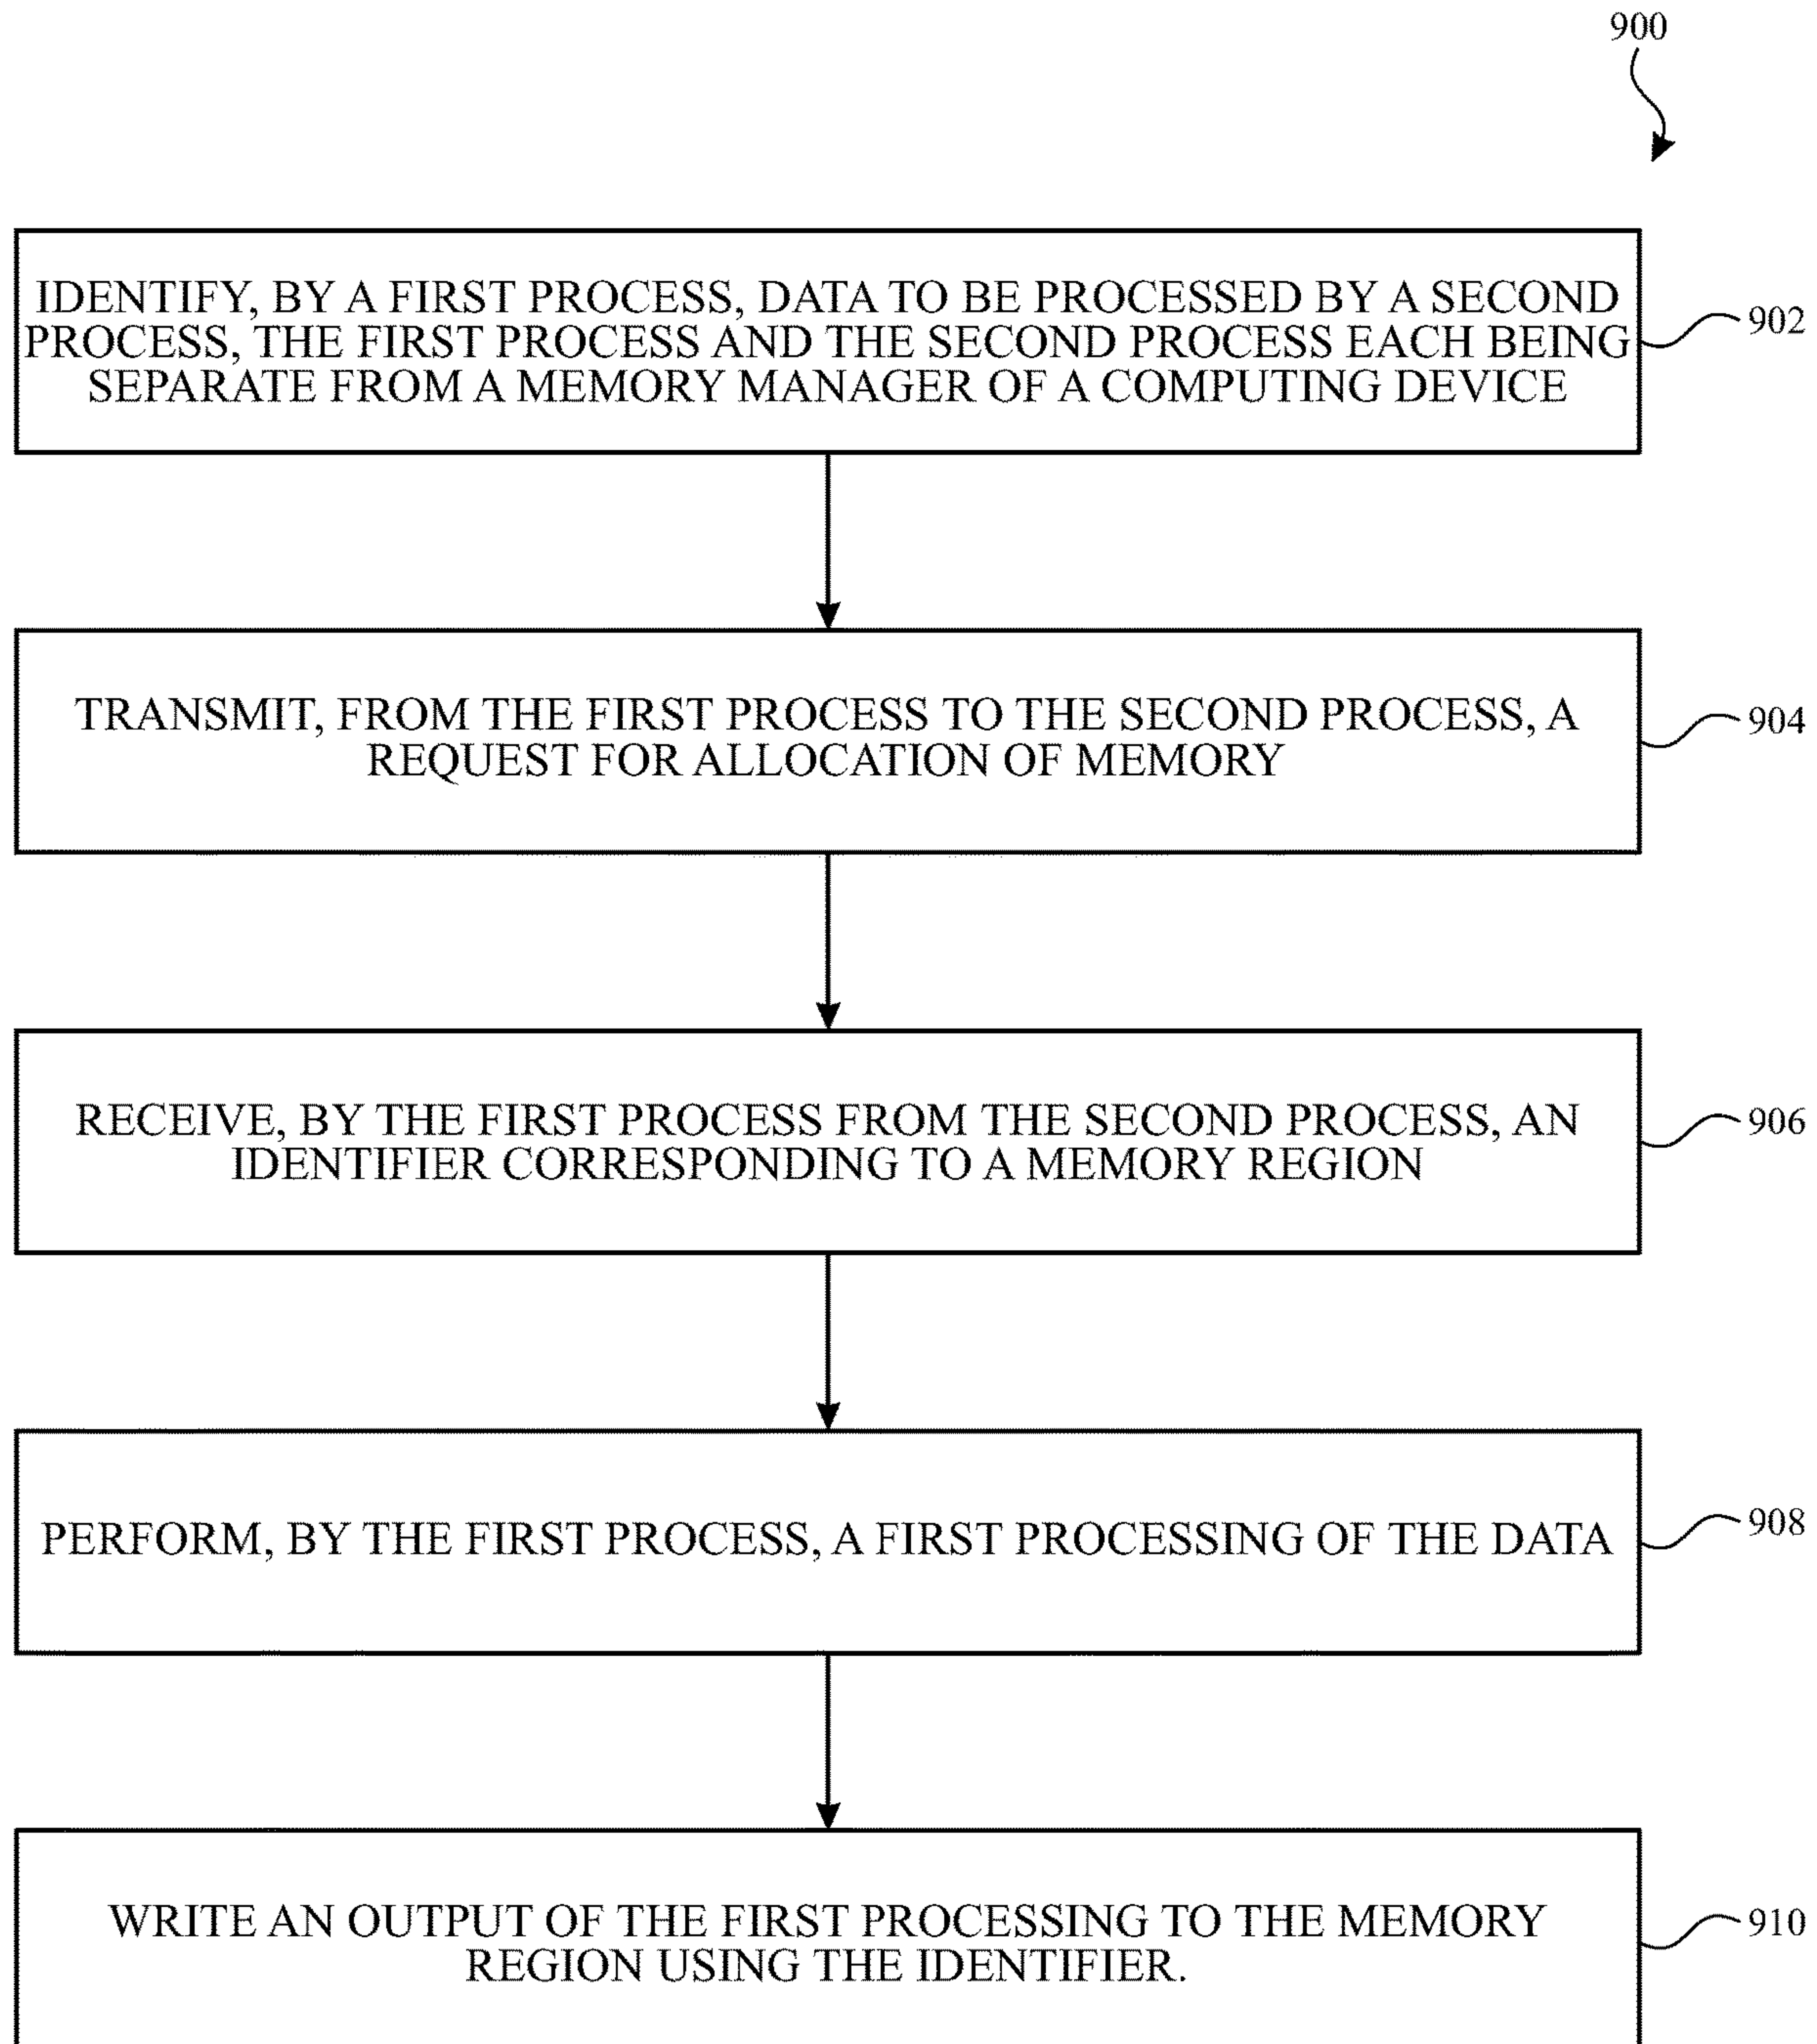 900
IDENTIFY, BY A FIRST PROCESS, DATA TO BE PROCESSED BY A SECOND
PROCESS, THE FIRST PROCESS AND THE SECOND PROCESS EACH BEING
SEPARATE FROM A MEMORY MANAGER OF A COMPUTING DEVICE
902
TRANSMIT, FROM THE FIRST PROCESS TO THE SECOND PROCESS, A
REQUEST FOR ALLOCATION OF MEMORY
904
RECEIVE, BY THE FIRST PROCESS FROM THE SECOND PROCESS, AN
IDENTIFIER CORRESPONDING TO A MEMORY REGION
906
PERFORM, BY THE FIRST PROCESS, A FIRST PROCESSING OF THE DATA
908
WRITE AN OUTPUT OF THE FIRST PROCESSING TO THE MEMORY
REGION USING THE IDENTIFIER.
910